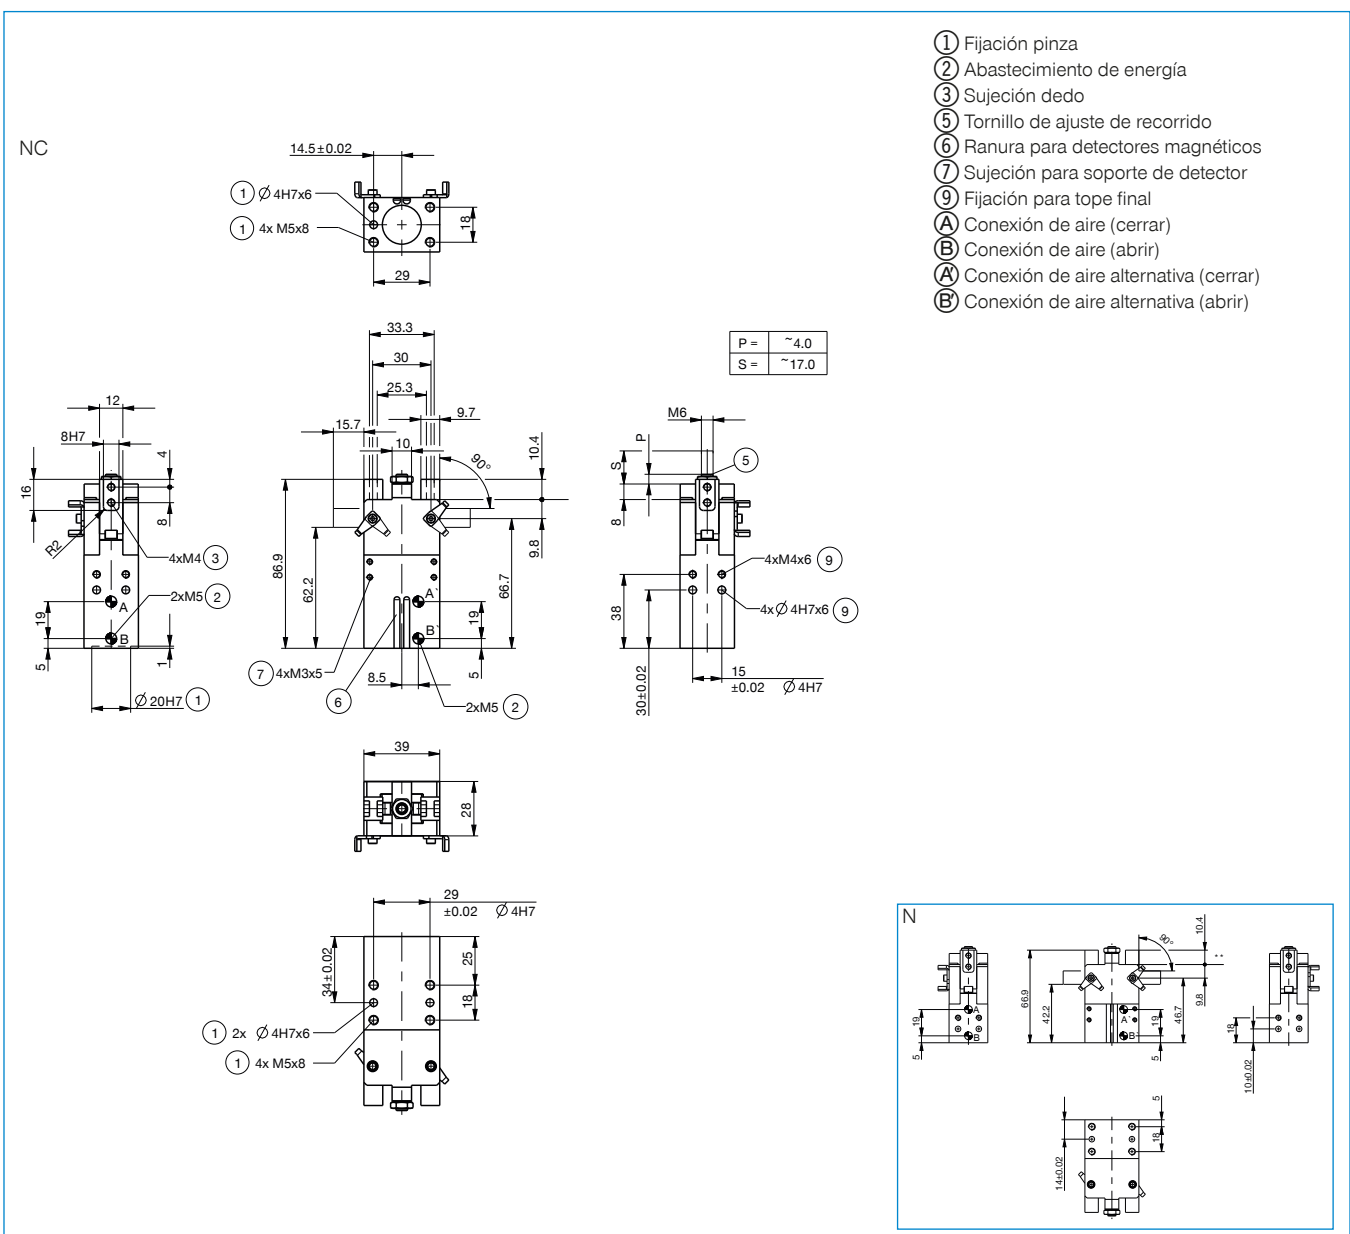 ① Fijación pinza
② Abastecimiento de energía
③ Sujeción dedo
⑤ Tornillo de ajuste de recorrido
⑥ Ranura para detectores magnéticos
⑦ Sujeción para soporte de detector
⑨ Fijación para tope final
Ⓐ Conexión de aire (cerrar)
Ⓑ Conexión de aire (abrir)
A' Conexión de aire alternativa (cerrar)
B' Conexión de aire alternativa (abrir)
NC
14.5±0.02
① Ø 4H7x6
① 4x M5x8
18
29
P = ~4.0
S = ~17.0
12
8H7
4
16
8
R2
4xM4 ③
2xM5 ②
A
B
19
5
1
Ø 20H7 ①
33.3
30
25.3
15.7
9.7
10
90°
10.4
9.8
86.9
62.2
66.7
A`
B`
19
5
⑦ 4xM3x5
⑥
8.5
2xM5 ②
M6
P
S
8
⑤
4xM4x6 ⑨
4x Ø 4H7x6 ⑨
38
30±0.02
15
±0.02 Ø 4H7
39
28
29
±0.02 Ø 4H7
34±0.02
25
18
① 2x Ø 4H7x6
① 4x M5x8
N
19
5
A
B
66.9
42.2
90°
10.4
**
9.8
A`
B`
19
5
46.7
18
10±0.02
14±0.02
5
18